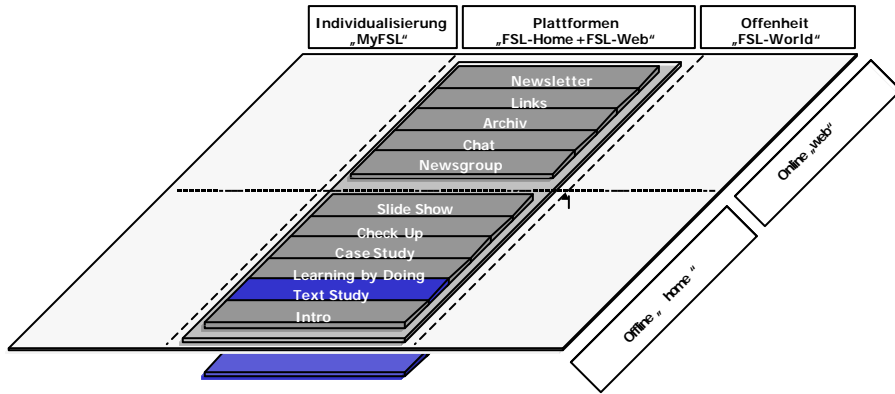 Individualisierung
„MyFSL“
Plattformen
„FSL-Home+FSL-Web“
Offenheit
„FSL-World“
Newsletter
Links
Archiv
Chat
Newsgroup
Slide Show
Check Up
Case Study
Learning by Doing
Text Study
Intro
Online „web“
Offline „ home “